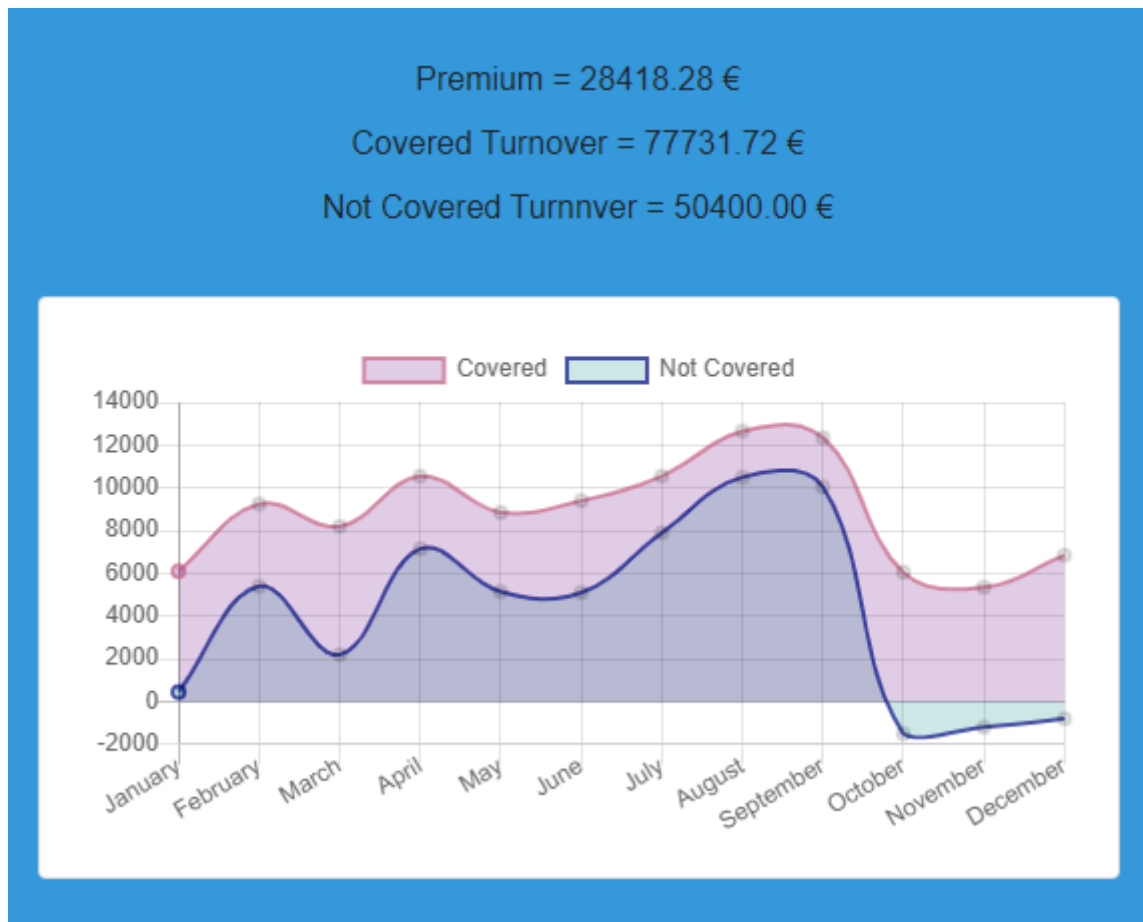 Premium = 28418.28 €
Covered Turnover = 77731.72 €
Not Covered Turnnver = 50400.00 €
Covered Not Covered
14000
12000
10000
8000
6000
4000
2000
0
-2000
January February March April May June July August September October November December